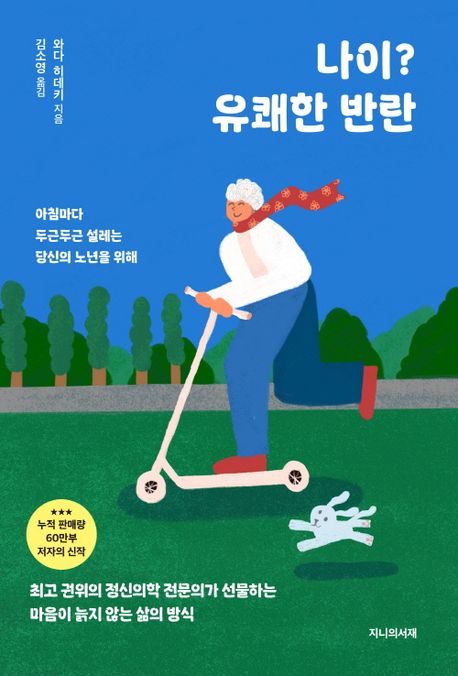 나이?
유쾌한 반란
와다 히데키 지음
김소영 옮김
아침마다
두근두근 설레는
당신의 노년을 위해
★★★
누적 판매량
60만부
저자의 신작
최고 권위의 정신의학 전문의가 선물하는
마음이 늙지 않는 삶의 방식
지니의서재